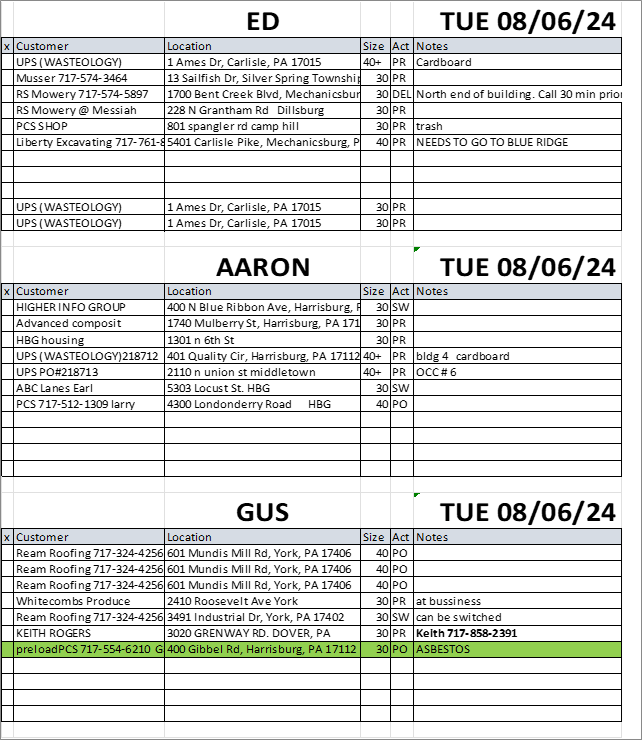 ED TUE 08/06/24
x Customer Location Size Act Notes
UPS (WASTEOLOGY) 1 Ames Dr, Carlisle, PA 17015 40+ PR Cardboard
Musser 717-574-3464 13 Sailfish Dr, Silver Spring Township 30 PR
RS Mowery 717-574-5897 1700 Bent Creek Blvd, Mechanicsbur 30 DEL North end of building. Call 30 min prior
RS Mowery @ Messiah 228 N Grantham Rd Dillsburg 30 PR
PCS SHOP 801 spangler rd camp hill 30 PR trash
Liberty Excavating 717-761-8 5401 Carlisle Pike, Mechanicsburg, P 40 PR NEEDS TO GO TO BLUE RIDGE
UPS (WASTEOLOGY) 1 Ames Dr, Carlisle, PA 17015 30 PR
UPS (WASTEOLOGY) 1 Ames Dr, Carlisle, PA 17015 30 PR
AARON TUE 08/06/24
x Customer Location Size Act Notes
HIGHER INFO GROUP 400 N Blue Ribbon Ave, Harrisburg, P 30 SW
Advanced composit 1740 Mulberry St, Harrisburg, PA 171 30 PR
HBG housing 1301 n 6th St 30 PR
UPS (WASTEOLOGY)218712 401 Quality Cir, Harrisburg, PA 17112 40+ PR bldg 4 cardboard
UPS PO#218713 2110 n union st middletown 40+ PR OCC # 6
ABC Lanes Earl 5303 Locust St. HBG 30 SW
PCS 717-512-1309 larry 4300 Londonderry Road HBG 40 PO
GUS TUE 08/06/24
x Customer Location Size Act Notes
Ream Roofing 717-324-4256 601 Mundis Mill Rd, York, PA 17406 40 PO
Ream Roofing 717-324-4256 601 Mundis Mill Rd, York, PA 17406 40 PO
Ream Roofing 717-324-4256 601 Mundis Mill Rd, York, PA 17406 40 PO
Whitecombs Produce 2410 Roosevelt Ave York 30 PR at bussiness
Ream Roofing 717-324-4256 3491 Industrial Dr, York, PA 17402 30 SW can be switched
KEITH ROGERS 3020 GRENWAY RD. DOVER, PA 30 PR Keith 717-858-2391
preloadPCS 717-554-6210 G 400 Gibbel Rd, Harrisburg, PA 17112 30 PO ASBESTOS